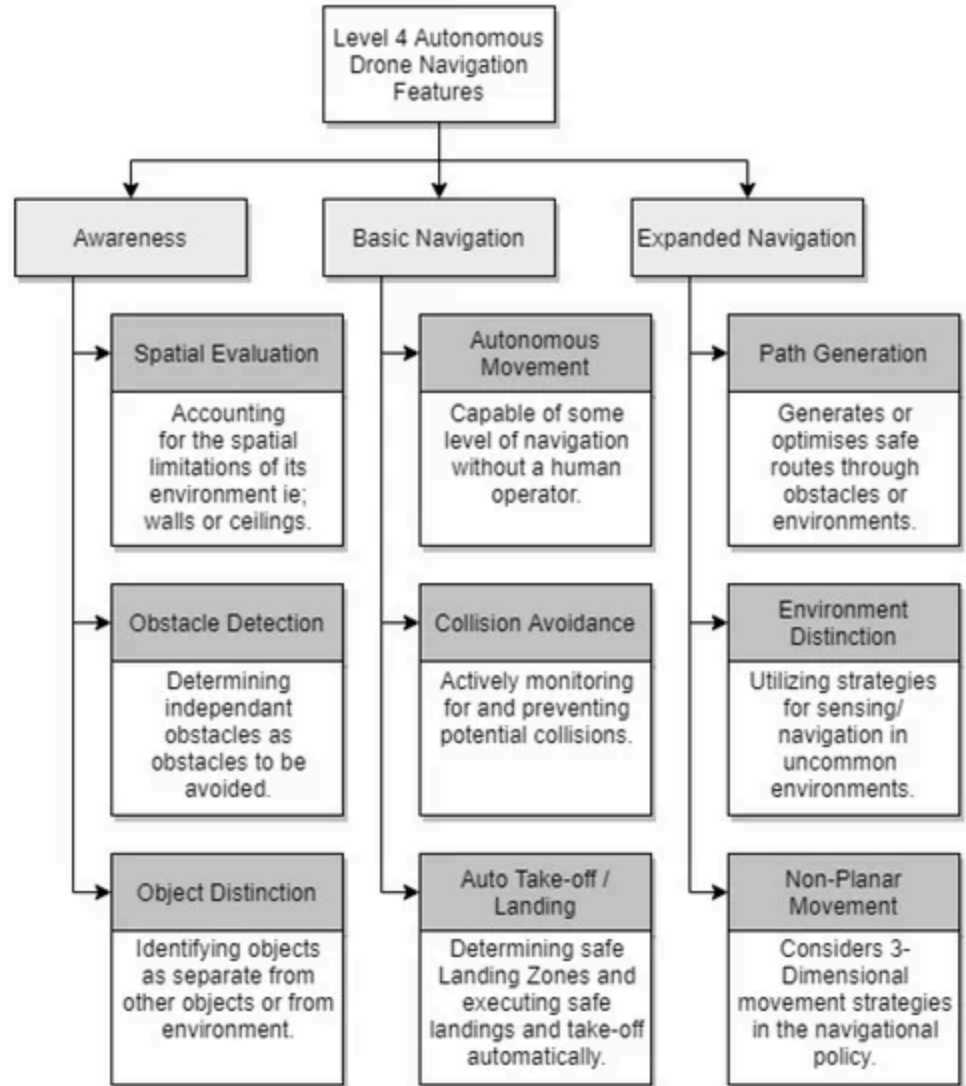 Level 4 Autonomous
Drone Navigation
Features
Awareness
Basic Navigation
Expanded Navigation
Spatial Evaluation
Accounting
for the spatial
limitations of its
environment ie;
walls or ceilings.
Obstacle Detection
Determining
independant
obstacles as
obstacles to be
avoided.
Object Distinction
Identifying objects
as separate from
other objects or from
environment.
Autonomous
Movement
Capable of some
level of navigation
without a human
operator.
Collision Avoidance
Actively monitoring
for and preventing
potential collisions.
Auto Take-off /
Landing
Determining safe
Landing Zones and
executing safe
landings and take-off
automatically.
Path Generation
Generates or
optimises safe
routes through
obstacles or
environments.
Environment
Distinction
Utilizing strategies
for sensing/
navigation in
uncommon
environments.
Non-Planar
Movement
Considers 3-
Dimensional
movement strategies
in the navigational
policy.